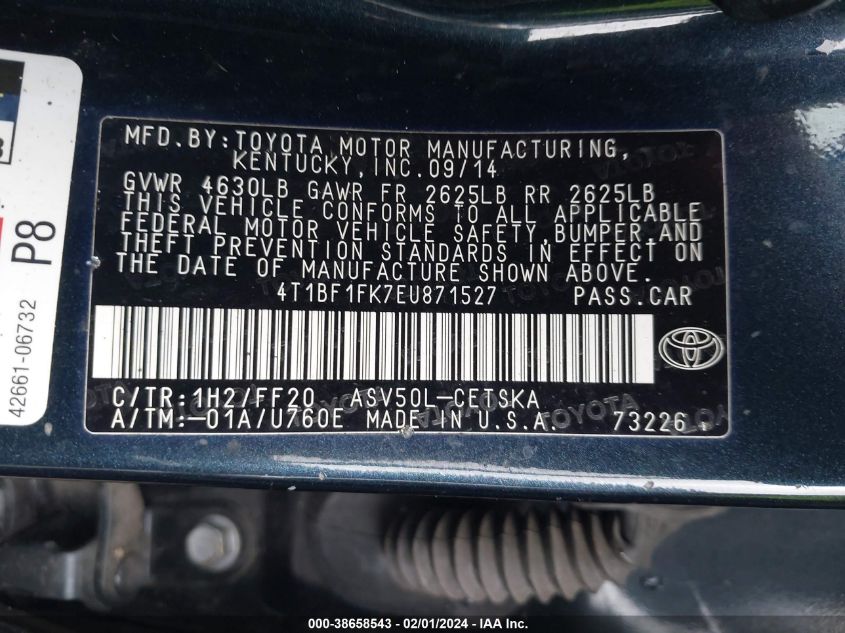 MFD.BY:TOYOTA MOTOR MANUFACTURING,
KENTUCKY,INC.09/14
GVWR 4630LB GAWR FR 2625LB RR 2625LB
THIS VEHICLE CONFORMS TO ALL APPLICABLE
FEDERAL MOTOR VEHICLE SAFETY,BUMPER,AND
THEFT PREVENTION STANDARDS IN EFFECT ON
THE DATE OF MANUFACTURE SHOWN ABOVE.
4T1BF1FK7EU871527 PASS.CAR
C/TR:1H2/FF20 ASV50L-CETSKA
A/TM:-01A/U760E MADE IN U.S.A. 73226
P8
42661-06732
000-38658543 - 02/01/2024 - IAA Inc.